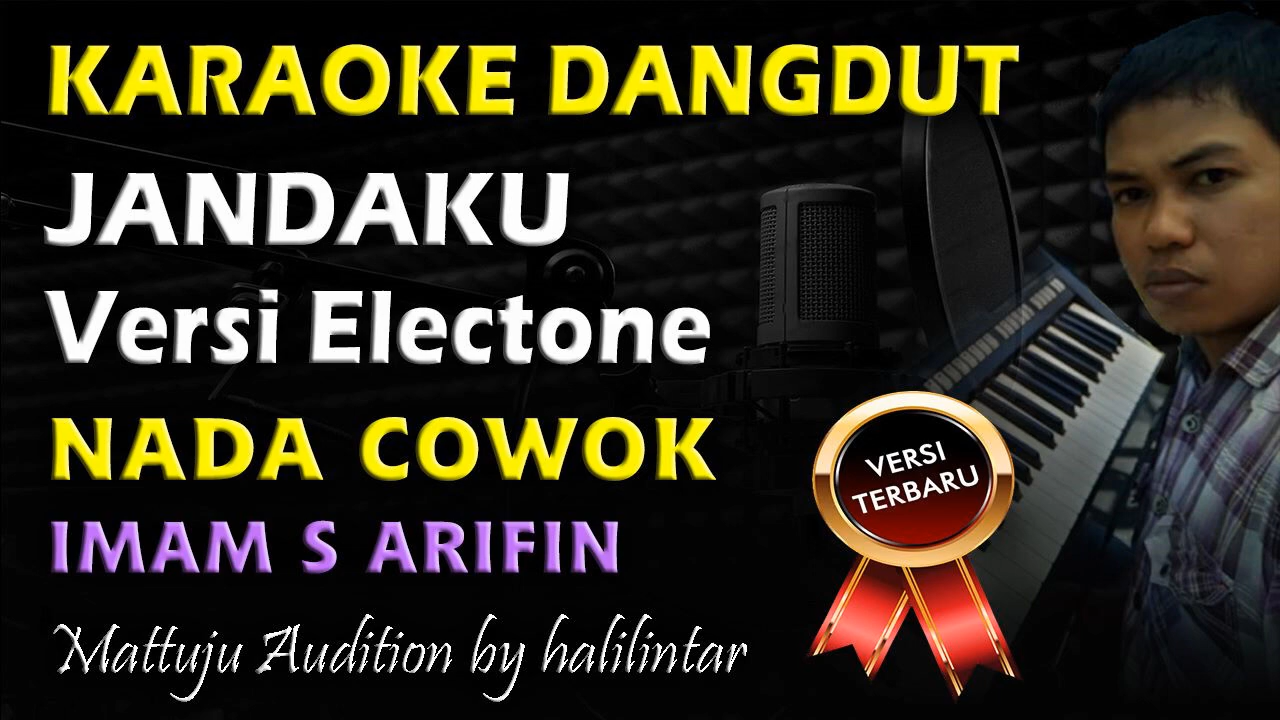 KARAOKE DANGDUT
JANDAKU
Versi Electone
NADA COWOK
IMAM S ARIFIN
Mattuju Audition by halilintar
VERSI
TERBARU